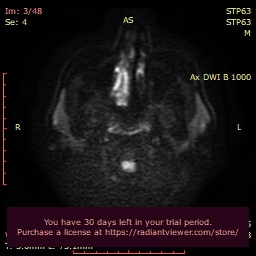 Im: 3/48
Se: 4
AS
STP63
STP63
M
Ax DWI B 1000
R
L
You have 30 days left in your trial period.
Purchase a license at https://radiantviewer.com/store/